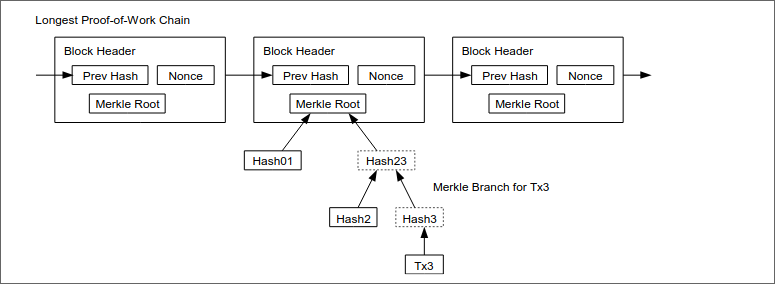 Longest Proof-of-Work Chain
Block Header
Block Header
Block Header
Prev Hash
Nonce
Prev Hash
Nonce
Prev Hash
Nonce
Merkle Root
Merkle Root
Merkle Root
Hash01
Hash23
Merkle Branch for Tx3
Hash2
Hash3
Tx3